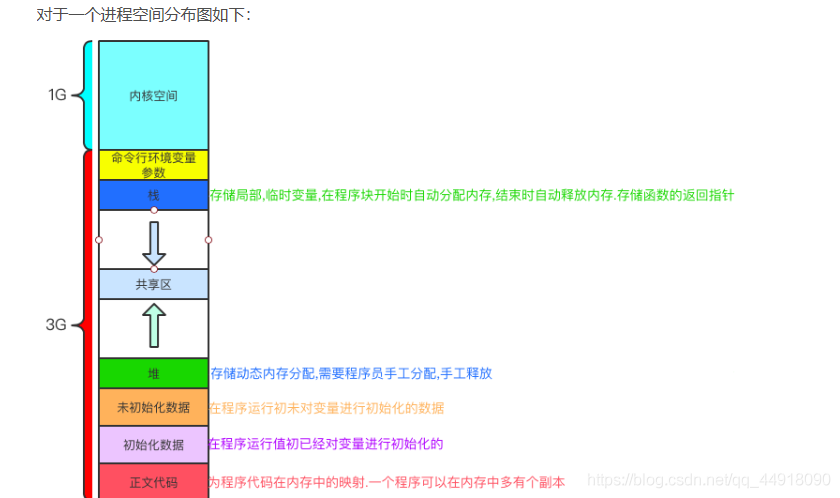 对于一个进程空间分布图如下：
1G
内核空间
命令行环境变量
参数
栈
存储局部,临时变量,在程序块开始时自动分配内存,结束时自动释放内存.存储函数的返回指针
共享区
3G
堆
存储动态内存分配,需要程序员手工分配,手工释放
未初始化数据
在程序运行初未对变量进行初始化的数据
初始化数据
在程序运行值初已经对变量进行初始化的
正文代码
为程序代码在内存中的映射.一个程序可以在内存中多有个副本
https://blog.csdn.net/qq_44918090